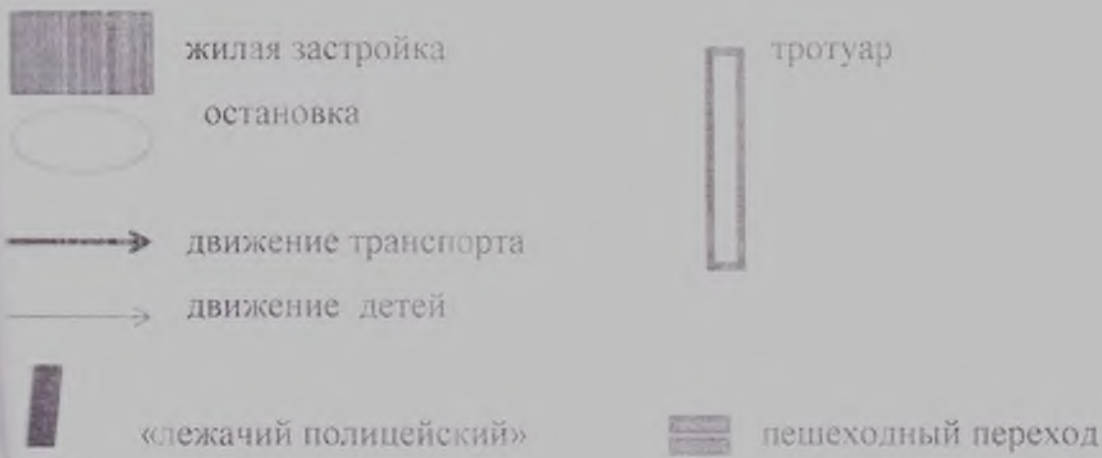 жилая застройка
тротуар
остановка
движение транспорта
движение детей
«лежачий полицейский»
пешеходный переход